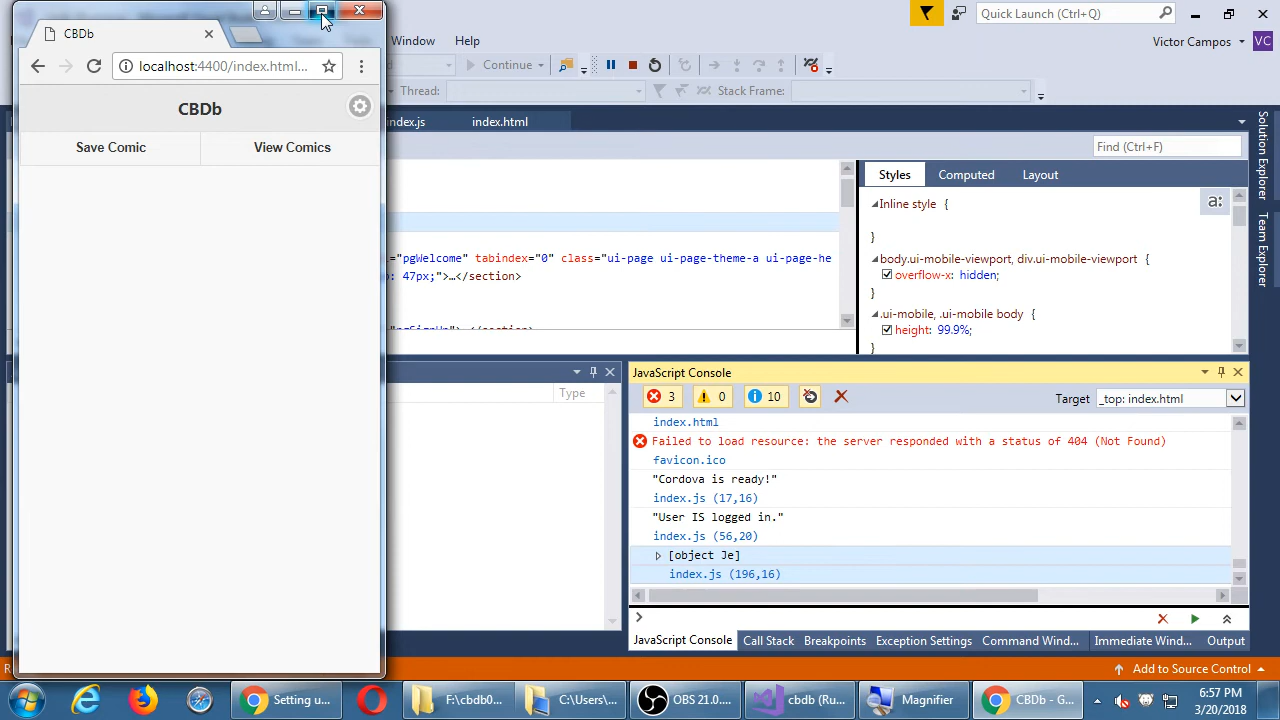 CBDb
localhost:4400/index.html...
CBDb
Save Comic
View Comics
Quick Launch (Ctrl+Q)
Window
Help
Victor Campos
VC
Continue
Thread:
Stack Frame:
index.js
index.html
Find (Ctrl+F)
Solution Explorer
Team Explorer
Styles
Computed
Layout
a:
Inline style {
}
body.ui-mobile-viewport, div.ui-mobile-viewport {
overflow-x: hidden;
}
.ui-mobile, .ui-mobile body {
height: 99.9%;
}
="pgWelcome" tabindex="0" class="ui-page ui-page-theme-a ui-page-he
: 47px;">…</section>
</section>
Type
JavaScript Console
3
0
10
Target
_top: index.html
index.html
Failed to load resource: the server responded with a status of 404 (Not Found)
favicon.ico
"Cordova is ready!"
index.js (17,16)
"User IS logged in."
index.js (56,20)
[object Je]
index.js (196,16)
JavaScript Console
Call Stack
Breakpoints
Exception Settings
Command Wind...
Immediate Wind...
Output
Add to Source Control
Setting u...
F:\cbdb0...
C:\Users\...
OBS 21.0....
cbdb (Ru...
Magnifier
CBDb - G...
6:57 PM
3/20/2018